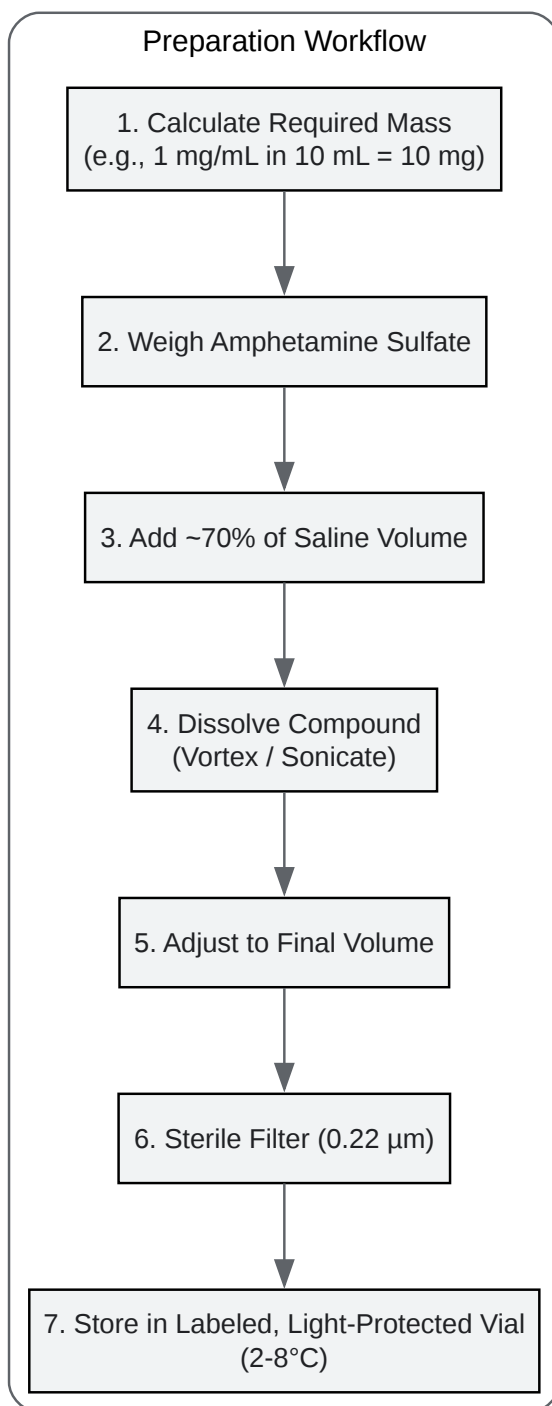 Preparation Workflow
1. Calculate Required Mass
(e.g., 1 mg/mL in 10 mL = 10 mg)
2. Weigh Amphetamine Sulfate
3. Add ~70% of Saline Volume
4. Dissolve Compound
(Vortex / Sonicate)
5. Adjust to Final Volume
6. Sterile Filter (0.22 µm)
7. Store in Labeled, Light-Protected Vial
(2-8°C)